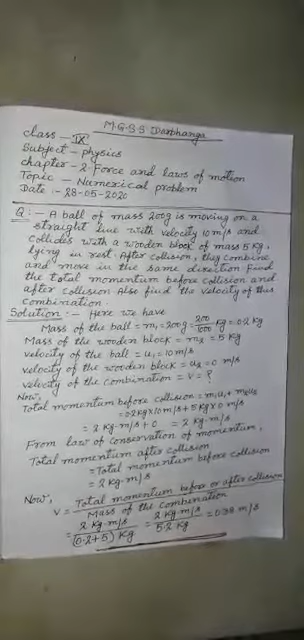 M.G.S.S Darbhanga
class - IX
Subject - physics
chapter - 2 Force and laws of motion
Topic - Numerical problem
Date :- 28-05-2020
Q:- A ball of mass 200g is moving on a
straight line with velocity 10 m/s and
collides with a wooden block of mass 5 kg,
lying in rest. After collision, they combine
and move in the same direction Find
the total momentum before collision and
after collision. Also find the velocity of this
combination.
Solution:- Here we have
Mass of the ball = m₁ = 200g = 200/1000 kg = 0.2 kg
Mass of the wooden block = m₂ = 5 kg
velocity of the ball = u₁ = 10 m/s
velocity of the wooden block = u₂ = 0 m/s
velocity of the combination = v = ?
Now,
Total momentum before collision = m₁u₁ + m₂u₂
= 0.2 kg x 10 m/s + 5 kg x 0 m/s
= 2 kg·m/s + 0 = 2 kg·m/s
From law of conservation of momentum,
Total momentum after collision
= Total momentum before collision
= 2 kg·m/s
Now,
v = Total momentum before or after collision / Mass of the combination
= 2 kg·m/s / (0.2+5) kg = 2 kg·m/s / 5.2 kg = 0.38 m/s